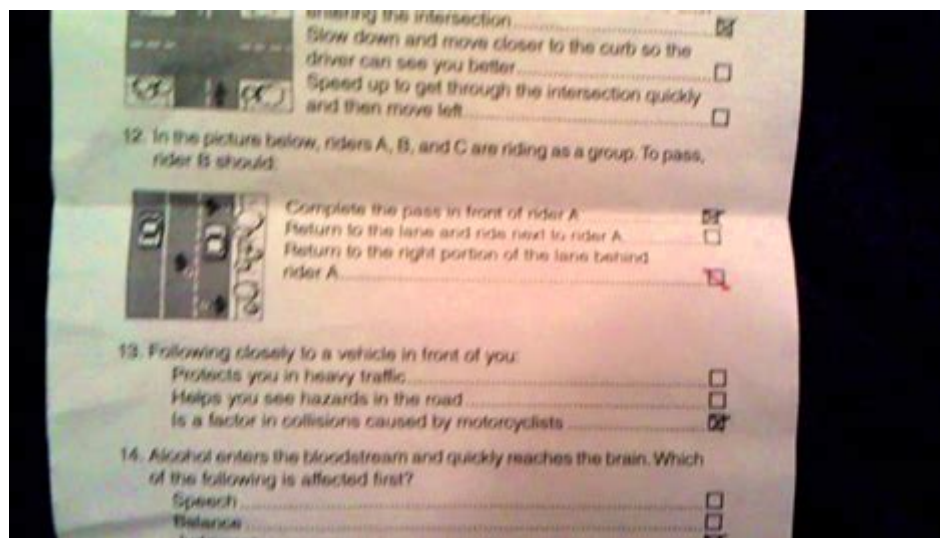 entering the intersection
Slow down and move closer to the curb so the
driver can see you better
Speed up to get through the intersection quickly
and then move left
12. In the picture below, riders A, B, and C are riding as a group. To pass,
rider B should:
Complete the pass in front of rider A
Return to the lane and ride next to rider A
Return to the right portion of the lane behind
rider A
13. Following closely to a vehicle in front of you:
Protects you in heavy traffic
Helps you see hazards in the road
Is a factor in collisions caused by motorcyclists
14. Alcohol enters the bloodstream and quickly reaches the brain. Which
of the following is affected first?
Speech
Balance